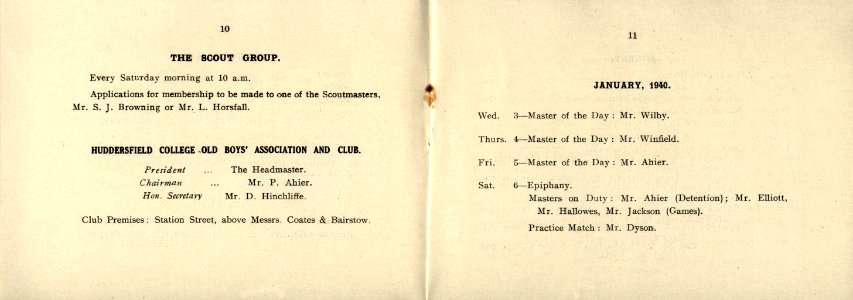 10
THE SCOUT GROUP.
Every Saturday morning at 10 a.m.
Applications for membership to be made to one of the Scoutmasters,
Mr. S. J. Browning or Mr. L. Horsfall.
HUDDERSFIELD COLLEGE OLD BOYS' ASSOCIATION AND CLUB.
President ... The Headmaster.
Chairman ... Mr. P. Ahier.
Hon. Secretary Mr. D. Hinchliffe.
Club Premises: Station Street, above Messrs. Coates & Bairstow.
11
JANUARY, 1940.
Wed. 3—Master of the Day : Mr. Wilby.
Thurs. 4—Master of the Day : Mr. Winfield.
Fri. 5—Master of the Day : Mr. Ahier.
Sat. 6—Epiphany.
Masters on Duty : Mr. Ahier (Detention) ; Mr. Elliott,
Mr. Hallowes, Mr. Jackson (Games).
Practice Match : Mr. Dyson.